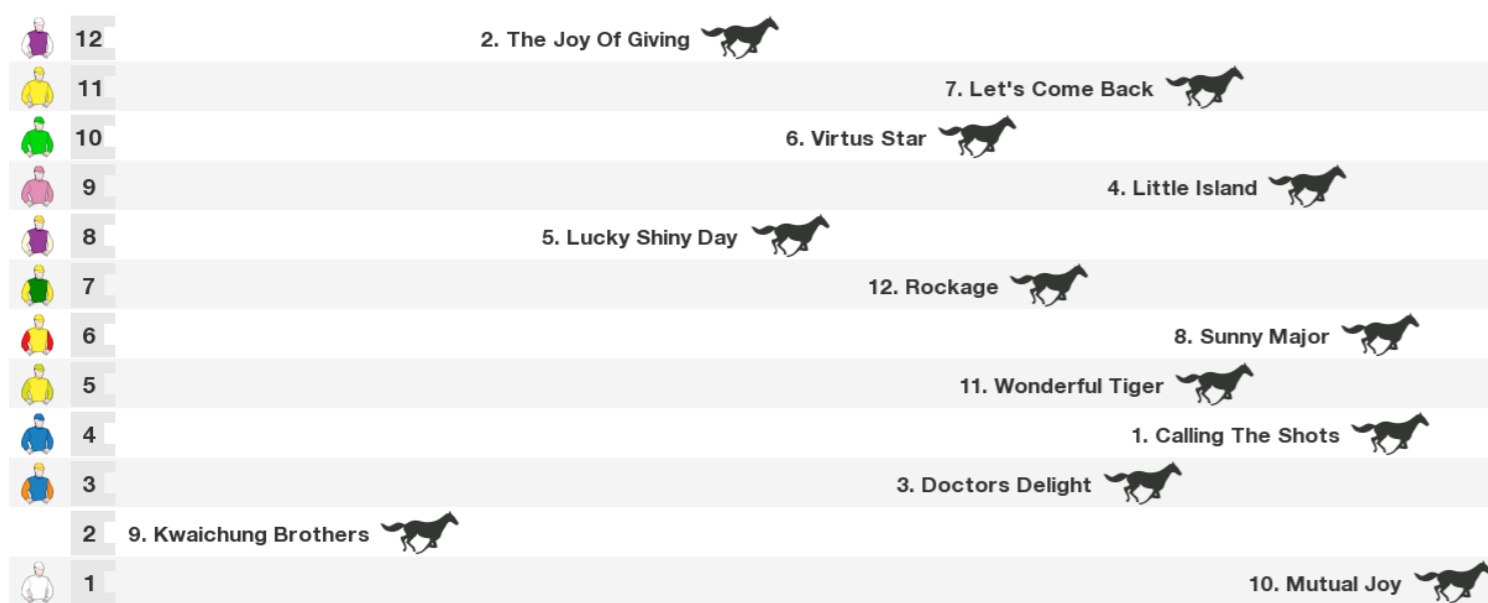 12 2. The Joy Of Giving
11 7. Let's Come Back
10 6. Virtus Star
9 4. Little Island
8 5. Lucky Shiny Day
7 12. Rockage
6 8. Sunny Major
5 11. Wonderful Tiger
4 1. Calling The Shots
3 3. Doctors Delight
2 9. Kwaichung Brothers
1 10. Mutual Joy